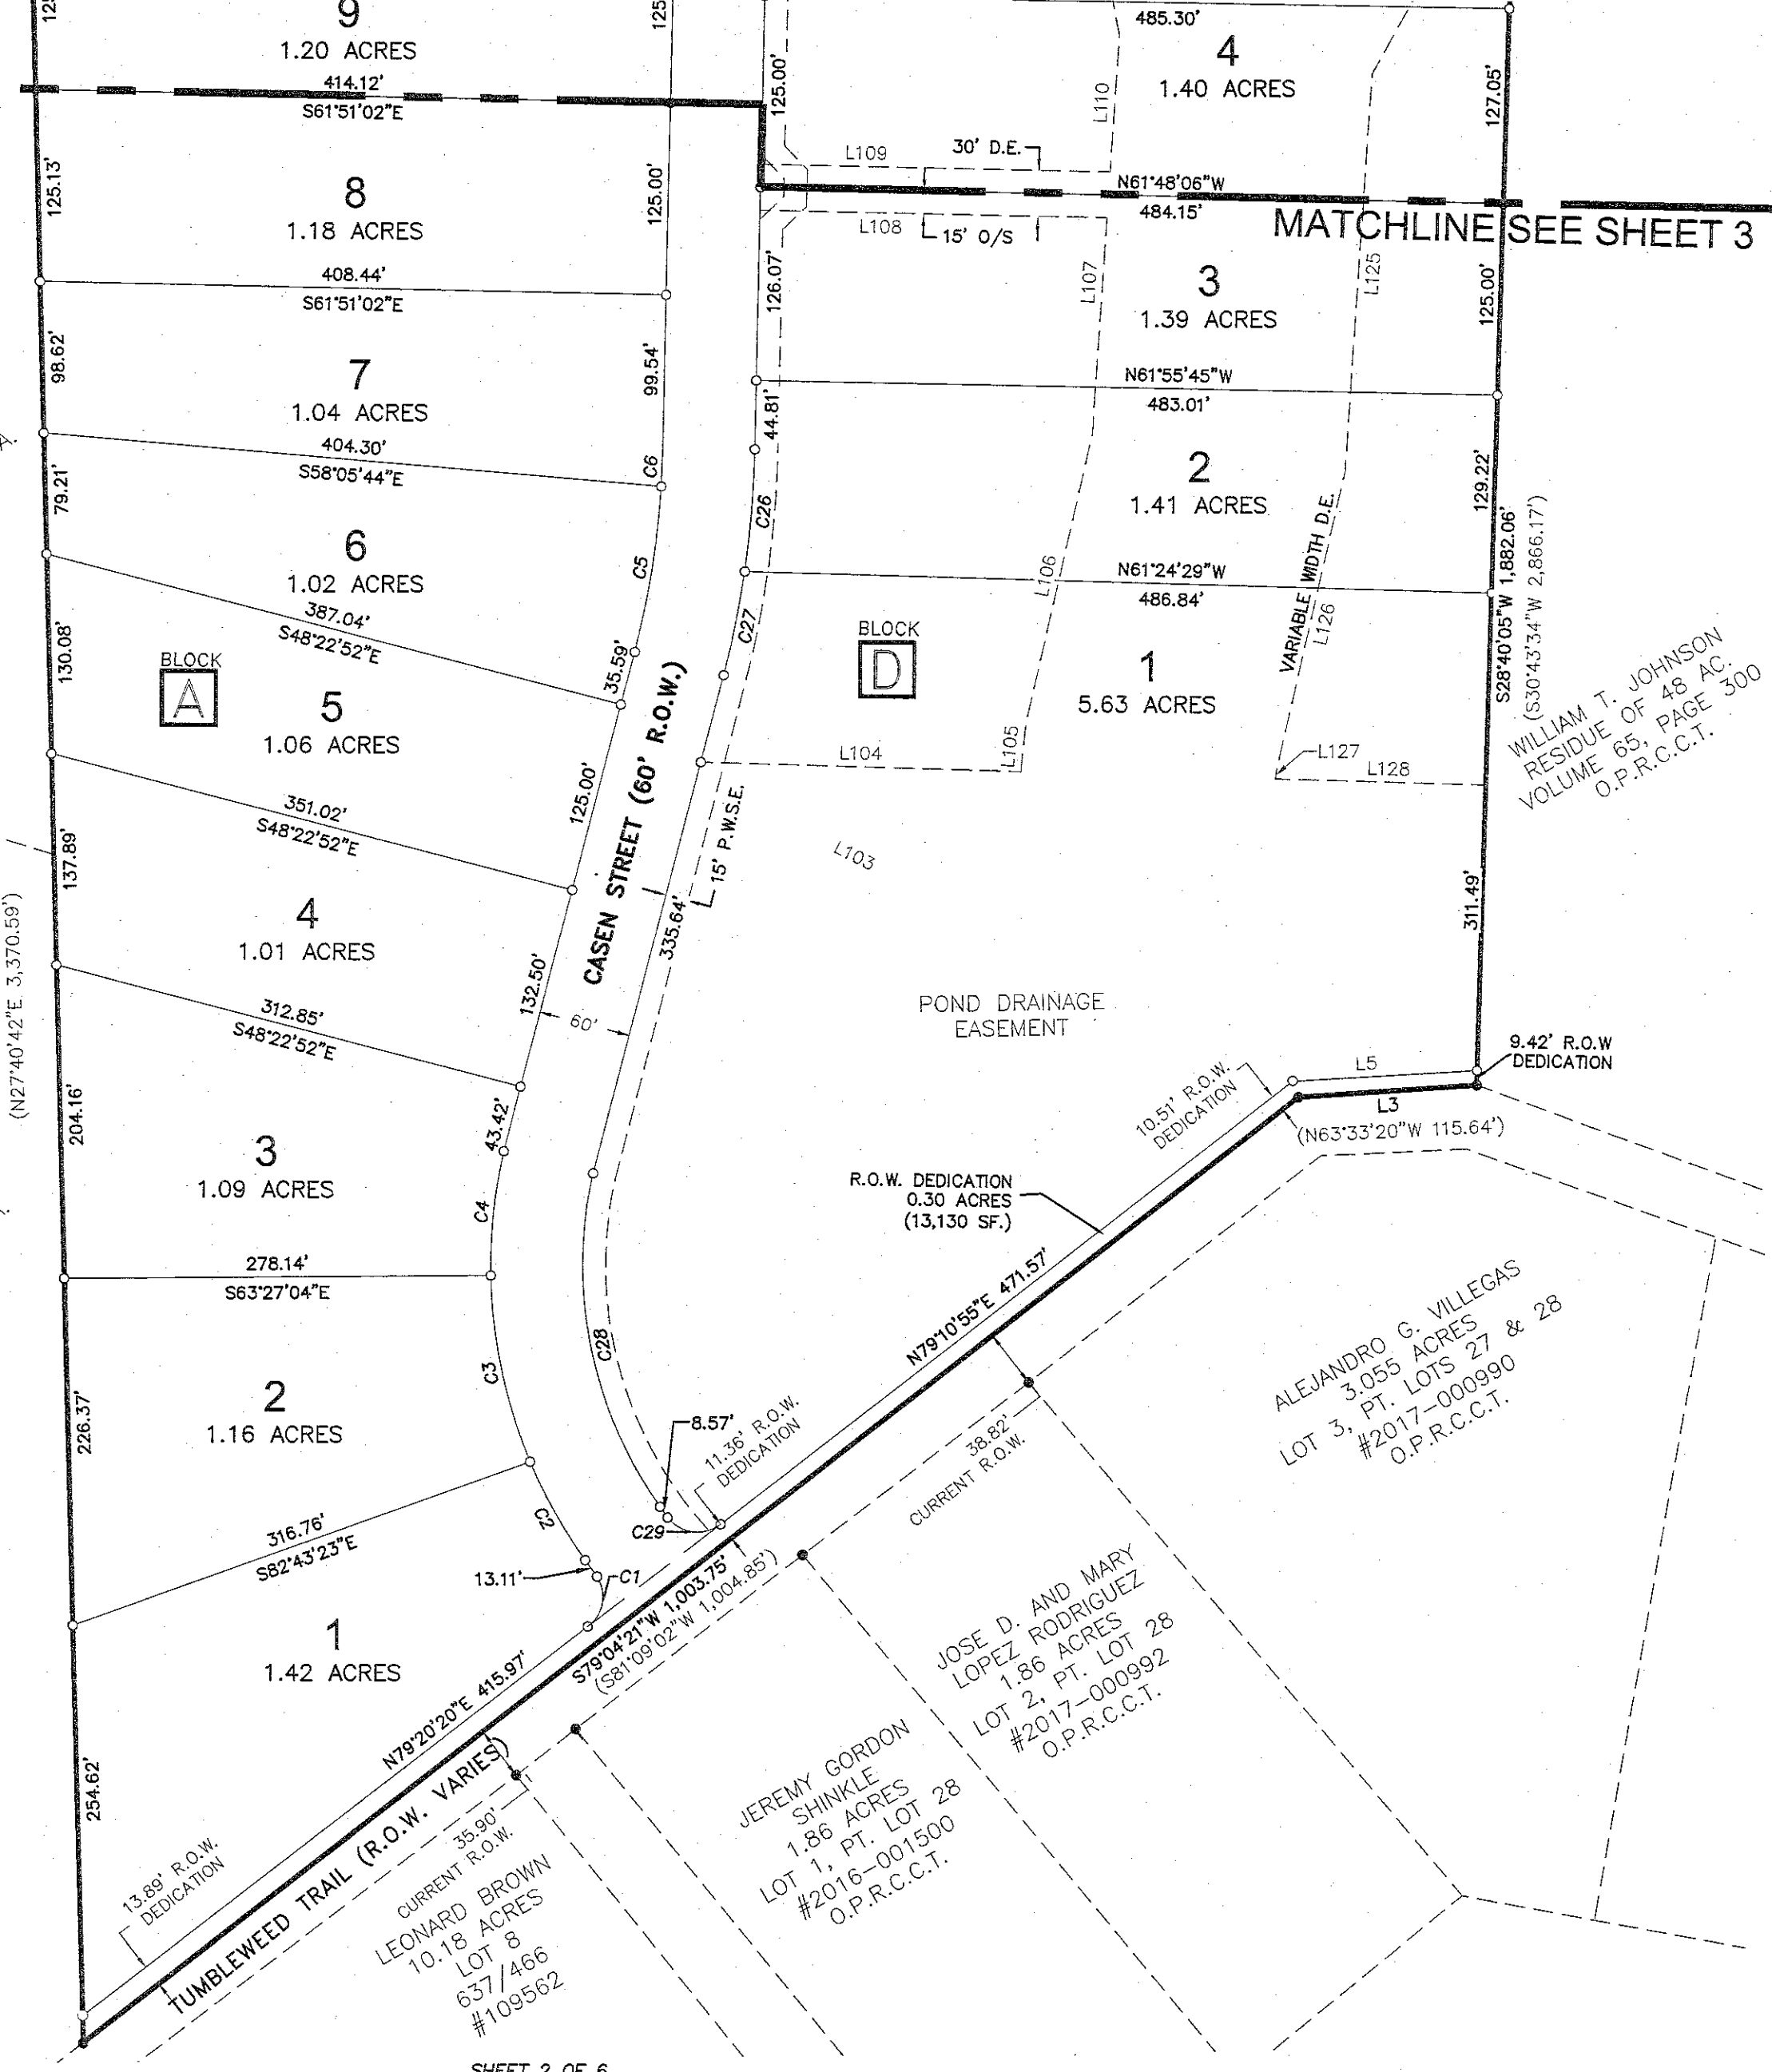 9
1.20 ACRES
125
125
414.12'
S61°51'02"E
125.13'
8
1.18 ACRES
125.00'
408.44'
S61°51'02"E
98.62'
7
1.04 ACRES
99.54'
404.30'
S58°05'44"E
C6
79.21'
6
1.02 ACRES
C5
387.04'
S48°22'52"E
35.59'
130.08'
BLOCK
A
5
1.06 ACRES
125.00'
351.02'
S48°22'52"E
137.89'
4
1.01 ACRES
132.50'
312.85'
S48°22'52"E
(N27°40'42"E 3,370.59')
204.16'
3
1.09 ACRES
43.42'
C4
278.14'
S63°27'04"E
226.37'
2
1.16 ACRES
C3
316.76'
S82°43'23"E
C2
13.11'
C1
254.62'
1
1.42 ACRES
CASEN STREET (60' R.O.W.)
60'
15' P.W.S.E.
335.64'
C28
8.57'
C29
485.30'
4
1.40 ACRES
125.00'
127.05'
L110
L109
30' D.E.
N61°48'06"W
484.15'
L108
15' O/S
MATCHLINE SEE SHEET 3
126.07'
L107
3
1.39 ACRES
L125
125.00'
N61°55'45"W
483.01'
44.81'
2
1.41 ACRES
129.22'
C26
L106
VARIABLE WIDTH D.E.
N61°24'29"W
486.84'
L126
S28°40'05"W 1,882.06'
(S30°43'34"W 2,866.17')
C27
BLOCK
D
1
5.63 ACRES
L104
L105
L127
L128
L103
311.49'
WILLIAM T. JOHNSON
RESIDUE OF 48 AC.
VOLUME 65, PAGE 300
O.P.R.C.C.T.
POND DRAINAGE
EASEMENT
9.42' R.O.W
DEDICATION
L5
L3
(N63°33'20"W 115.64')
10.51' R.O.W.
DEDICATION
R.O.W. DEDICATION
0.30 ACRES
(13,130 SF.)
N79°10'55"E 471.57'
11.36' R.O.W.
DEDICATION
38.82'
CURRENT R.O.W.
S79°04'21"W 1,003.75'
(S81°09'02"W 1,004.85')
N79°20'20"E 415.97'
13.89' R.O.W.
DEDICATION
TUMBLEWEED TRAIL (R.O.W. VARIES)
35.90'
CURRENT R.O.W.
LEONARD BROWN
10.18 ACRES
LOT 8
637/466
#109562
JEREMY GORDON
SHINKLE
1.86 ACRES
LOT 1, PT. LOT 28
#2016-001500
O.P.R.C.C.T.
JOSE D. AND MARY
LOPEZ RODRIGUEZ
1.86 ACRES
LOT 2, PT. LOT 28
#2017-000992
O.P.R.C.C.T.
ALEJANDRO G. VILLEGAS
3.055 ACRES
LOT 3, PT. LOTS 27 & 28
#2017-000990
O.P.R.C.C.T.
SHEET 2 OF 6